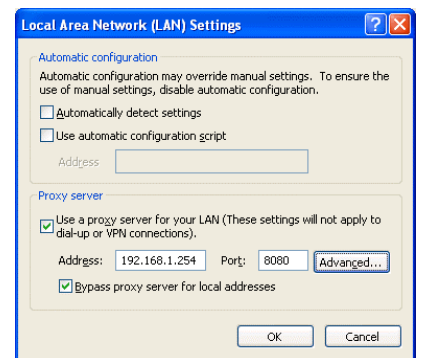 Local Area Network (LAN) Settings
Automatic configuration
Automatic configuration may override manual settings. To ensure the
use of manual settings, disable automatic configuration.
Automatically detect settings
Use automatic configuration script
Address
Proxy server
Use a proxy server for your LAN (These settings will not apply to
dial-up or VPN connections).
Address: 192.168.1.254 Port: 8080 Advanced...
Bypass proxy server for local addresses
OK Cancel